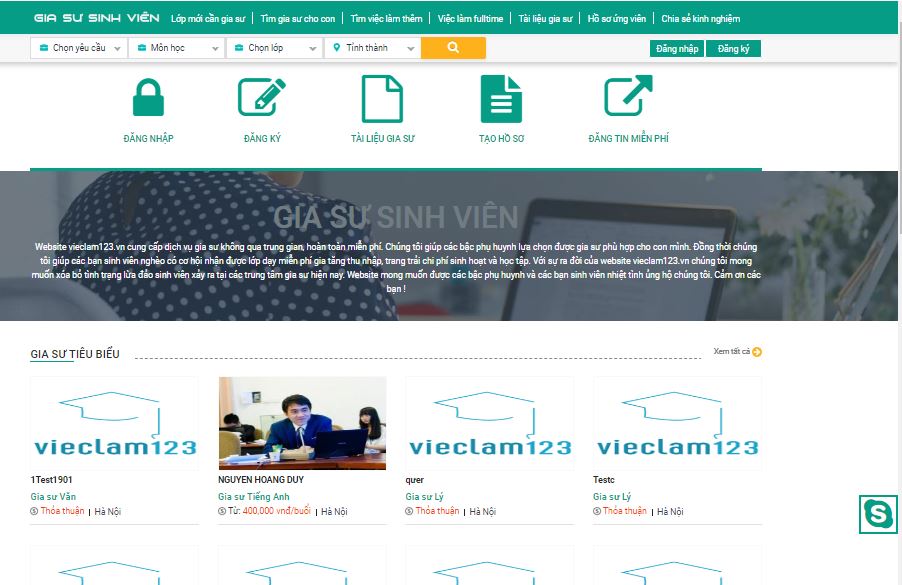 GIA SƯ SINH VIÊN Lớp mới cần gia sư Tìm gia sư cho con Tìm việc làm thêm Việc làm fulltime Tài liệu gia sư Hồ sơ ứng viên Chia sẻ kinh nghiệm
Chọn yêu cầu Môn học Chọn lớp Tỉnh thành Đăng nhập Đăng ký
ĐĂNG NHẬP ĐĂNG KÝ TÀI LIỆU GIA SƯ TẠO HỒ SƠ ĐĂNG TIN MIỄN PHÍ
GIA SƯ SINH VIÊN
Website vieclam123.vn cung cấp dịch vụ gia sư không qua trung gian, hoàn toàn miễn phí. Chúng tôi giúp các bậc phụ huynh lựa chọn được gia sư phù hợp cho con mình. Đồng thời chúng
tôi giúp các bạn sinh viên nghèo có cơ hội nhận được lớp dạy miễn phí gia tăng thu nhập, trang trải chi phí sinh hoạt và học tập. Với sự ra đời của website vieclam123.vn chúng tôi mong
muốn xóa bỏ tình trạng lừa đảo sinh viên xảy ra tại các trung tâm gia sư hiện nay. Website mong muốn được các bậc phụ huynh và các bạn sinh viên nhiệt tình ủng hộ chúng tôi. Cảm ơn các
bạn !
GIA SƯ TIÊU BIỂU Xem tất cả
vieclam123 vieclam123 vieclam123
1Test1901 NGUYEN HOANG DUY qưer Testc
Gia sư Văn Gia sư Tiếng Anh Gia sư Lý Gia sư Lý
Thỏa thuận | Hà Nội Từ: 400,000 vnđ/buổi | Hà Nội Thỏa thuận | Hà Nội Thỏa thuận | Hà Nội